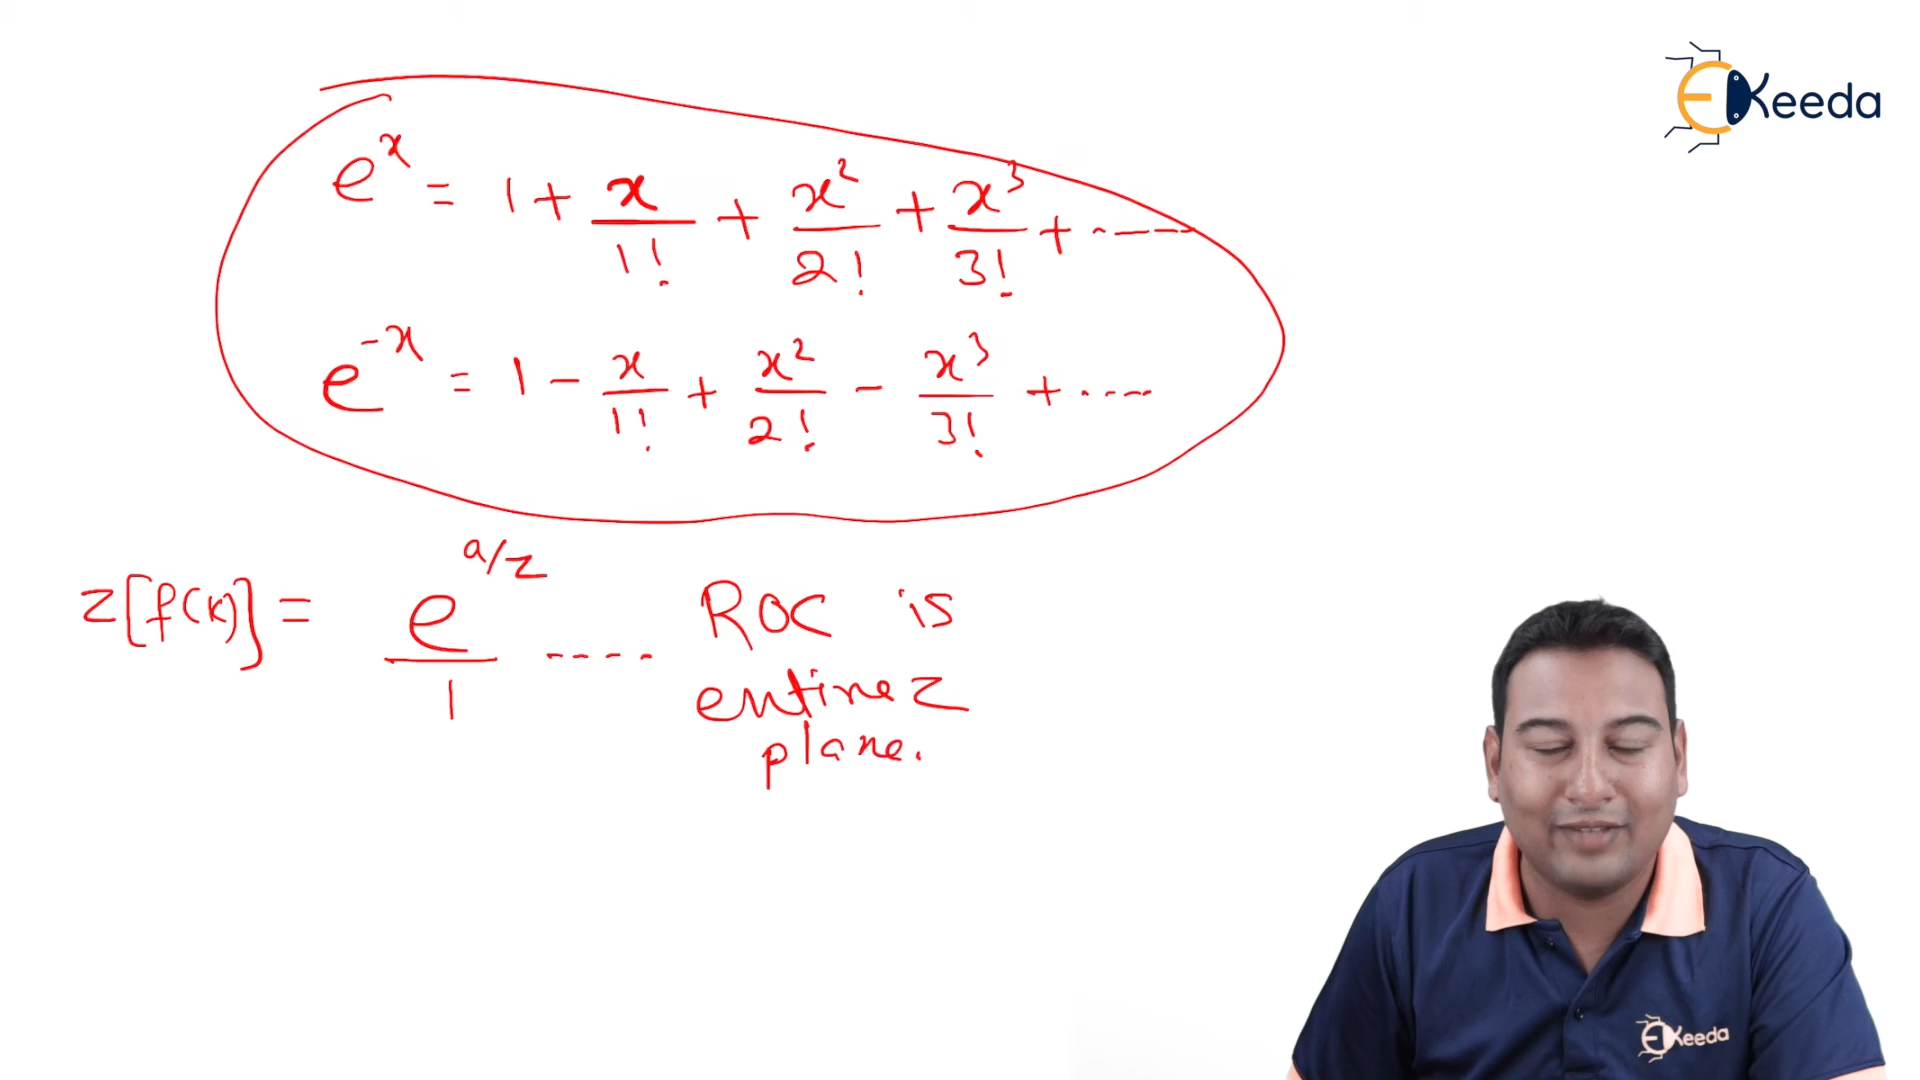 EKeeda
e^x = 1 + x/1! + x^2/2! + x^3/3! + ----
e^-x = 1 - x/1! + x^2/2! - x^3/3! + ----
z[f(k)] = e^a/z / 1 ---- ROC is
entire z
plane.
EKeeda